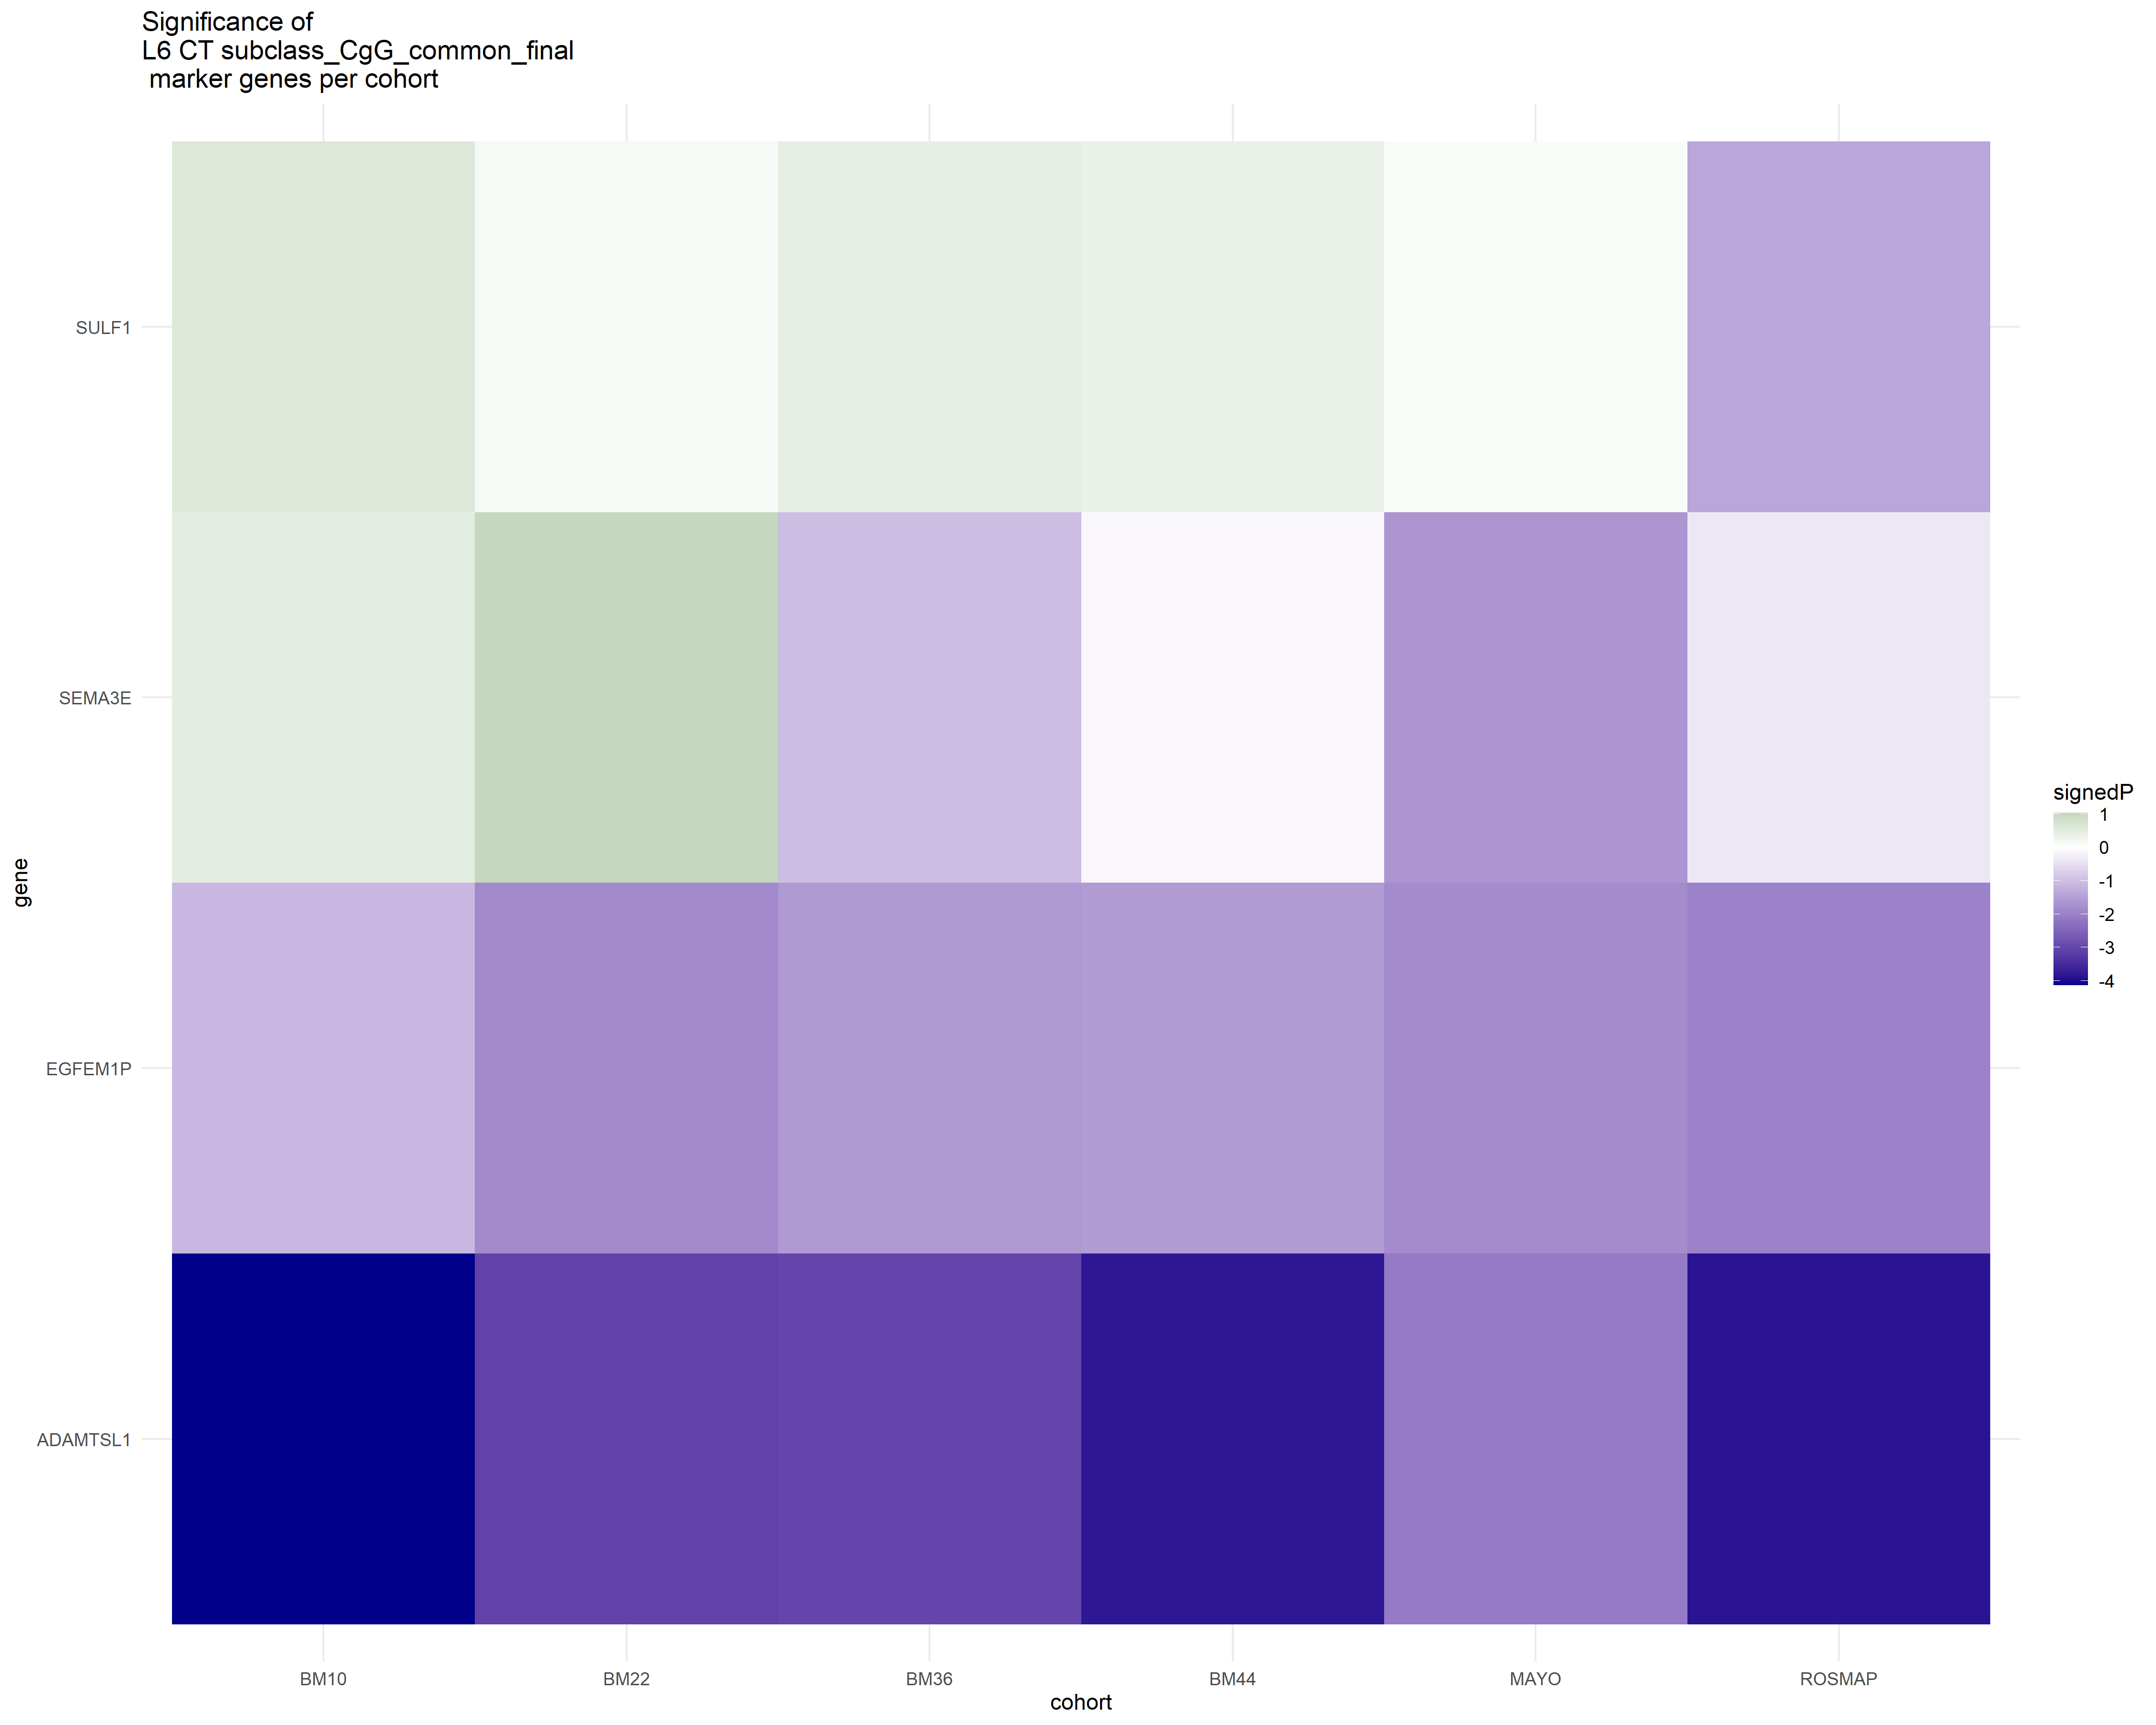 Significance of
L6 CT subclass_CgG_common_final
marker genes per cohort
SULF1
SEMA3E
EGFEM1P
ADAMTSL1
gene
BM10
BM22
BM36
BM44
MAYO
ROSMAP
cohort
signedP
1
0
-1
-2
-3
-4